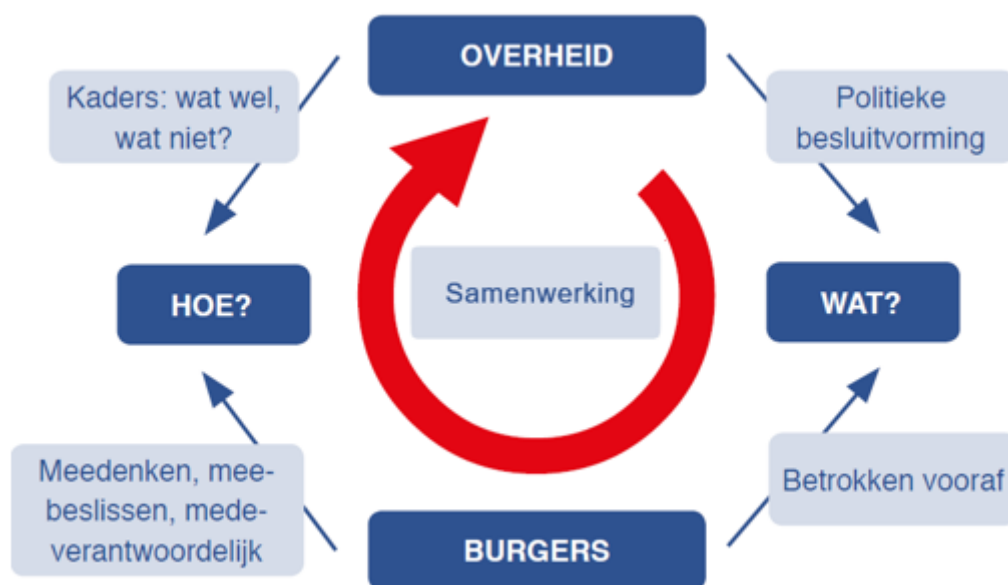 OVERHEID
Kaders: wat wel,
wat niet?
Politieke
besluitvorming
HOE?
Samenwerking
WAT?
Meedenken, mee-
beslissen, mede-
verantwoordelijk
Betrokken vooraf
BURGERS